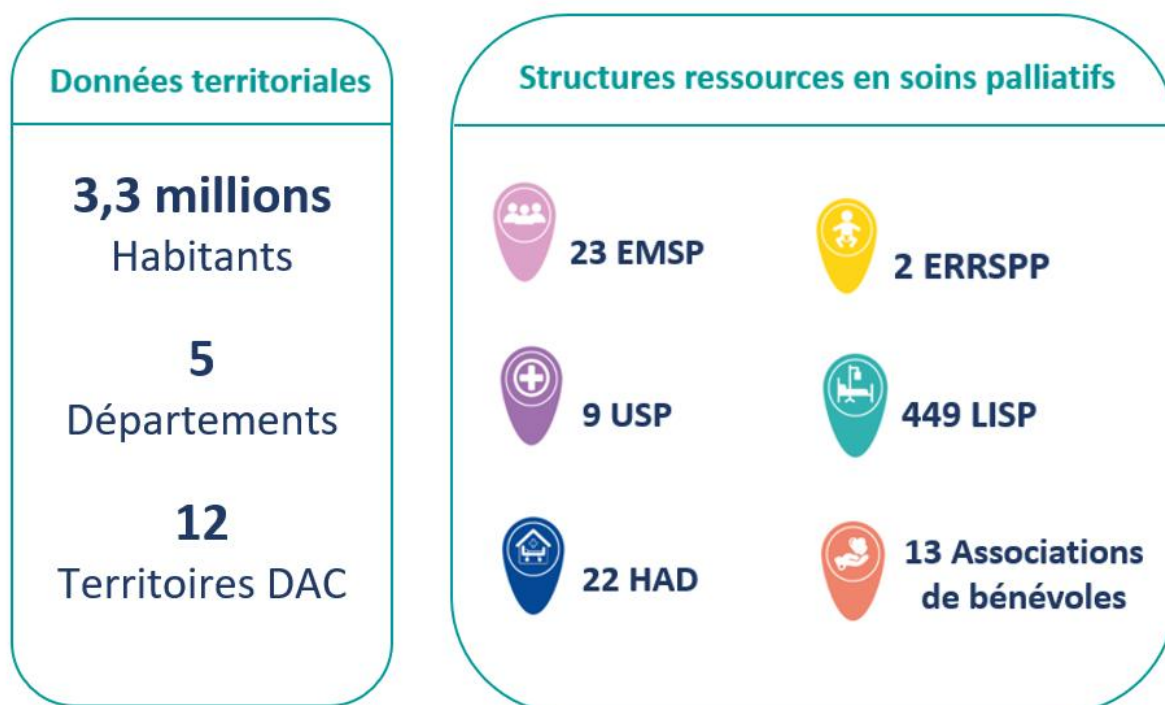 Données territoriales
3,3 millions
Habitants
5
Départements
12
Territoires DAC
Structures ressources en soins palliatifs
23 EMSP
2 ERRSPP
9 USP
449 LISP
22 HAD
13 Associations
de bénévoles